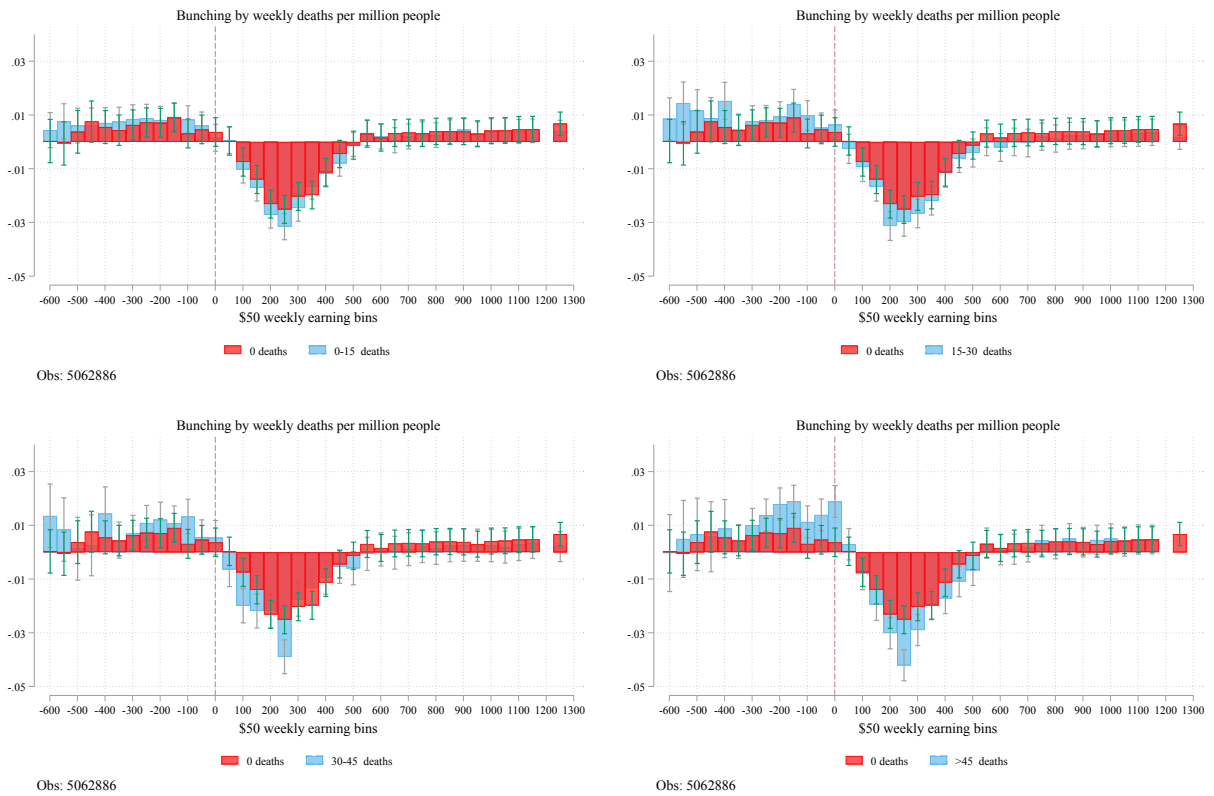 Bunching by weekly deaths per million people
.03
.01
-.01
-.03
-.05
-600 -500 -400 -300 -200 -100 0 100 200 300 400 500 600 700 800 900 1000 1100 1200 1300
$50 weekly earning bins
0 deaths 0-15 deaths
Obs: 5062886
Bunching by weekly deaths per million people
.03
.01
-.01
-.03
-.05
-600 -500 -400 -300 -200 -100 0 100 200 300 400 500 600 700 800 900 1000 1100 1200 1300
$50 weekly earning bins
0 deaths 15-30 deaths
Obs: 5062886
Bunching by weekly deaths per million people
.03
.01
-.01
-.03
-.05
-600 -500 -400 -300 -200 -100 0 100 200 300 400 500 600 700 800 900 1000 1100 1200 1300
$50 weekly earning bins
0 deaths 30-45 deaths
Obs: 5062886
Bunching by weekly deaths per million people
.03
.01
-.01
-.03
-.05
-600 -500 -400 -300 -200 -100 0 100 200 300 400 500 600 700 800 900 1000 1100 1200 1300
$50 weekly earning bins
0 deaths >45 deaths
Obs: 5062886